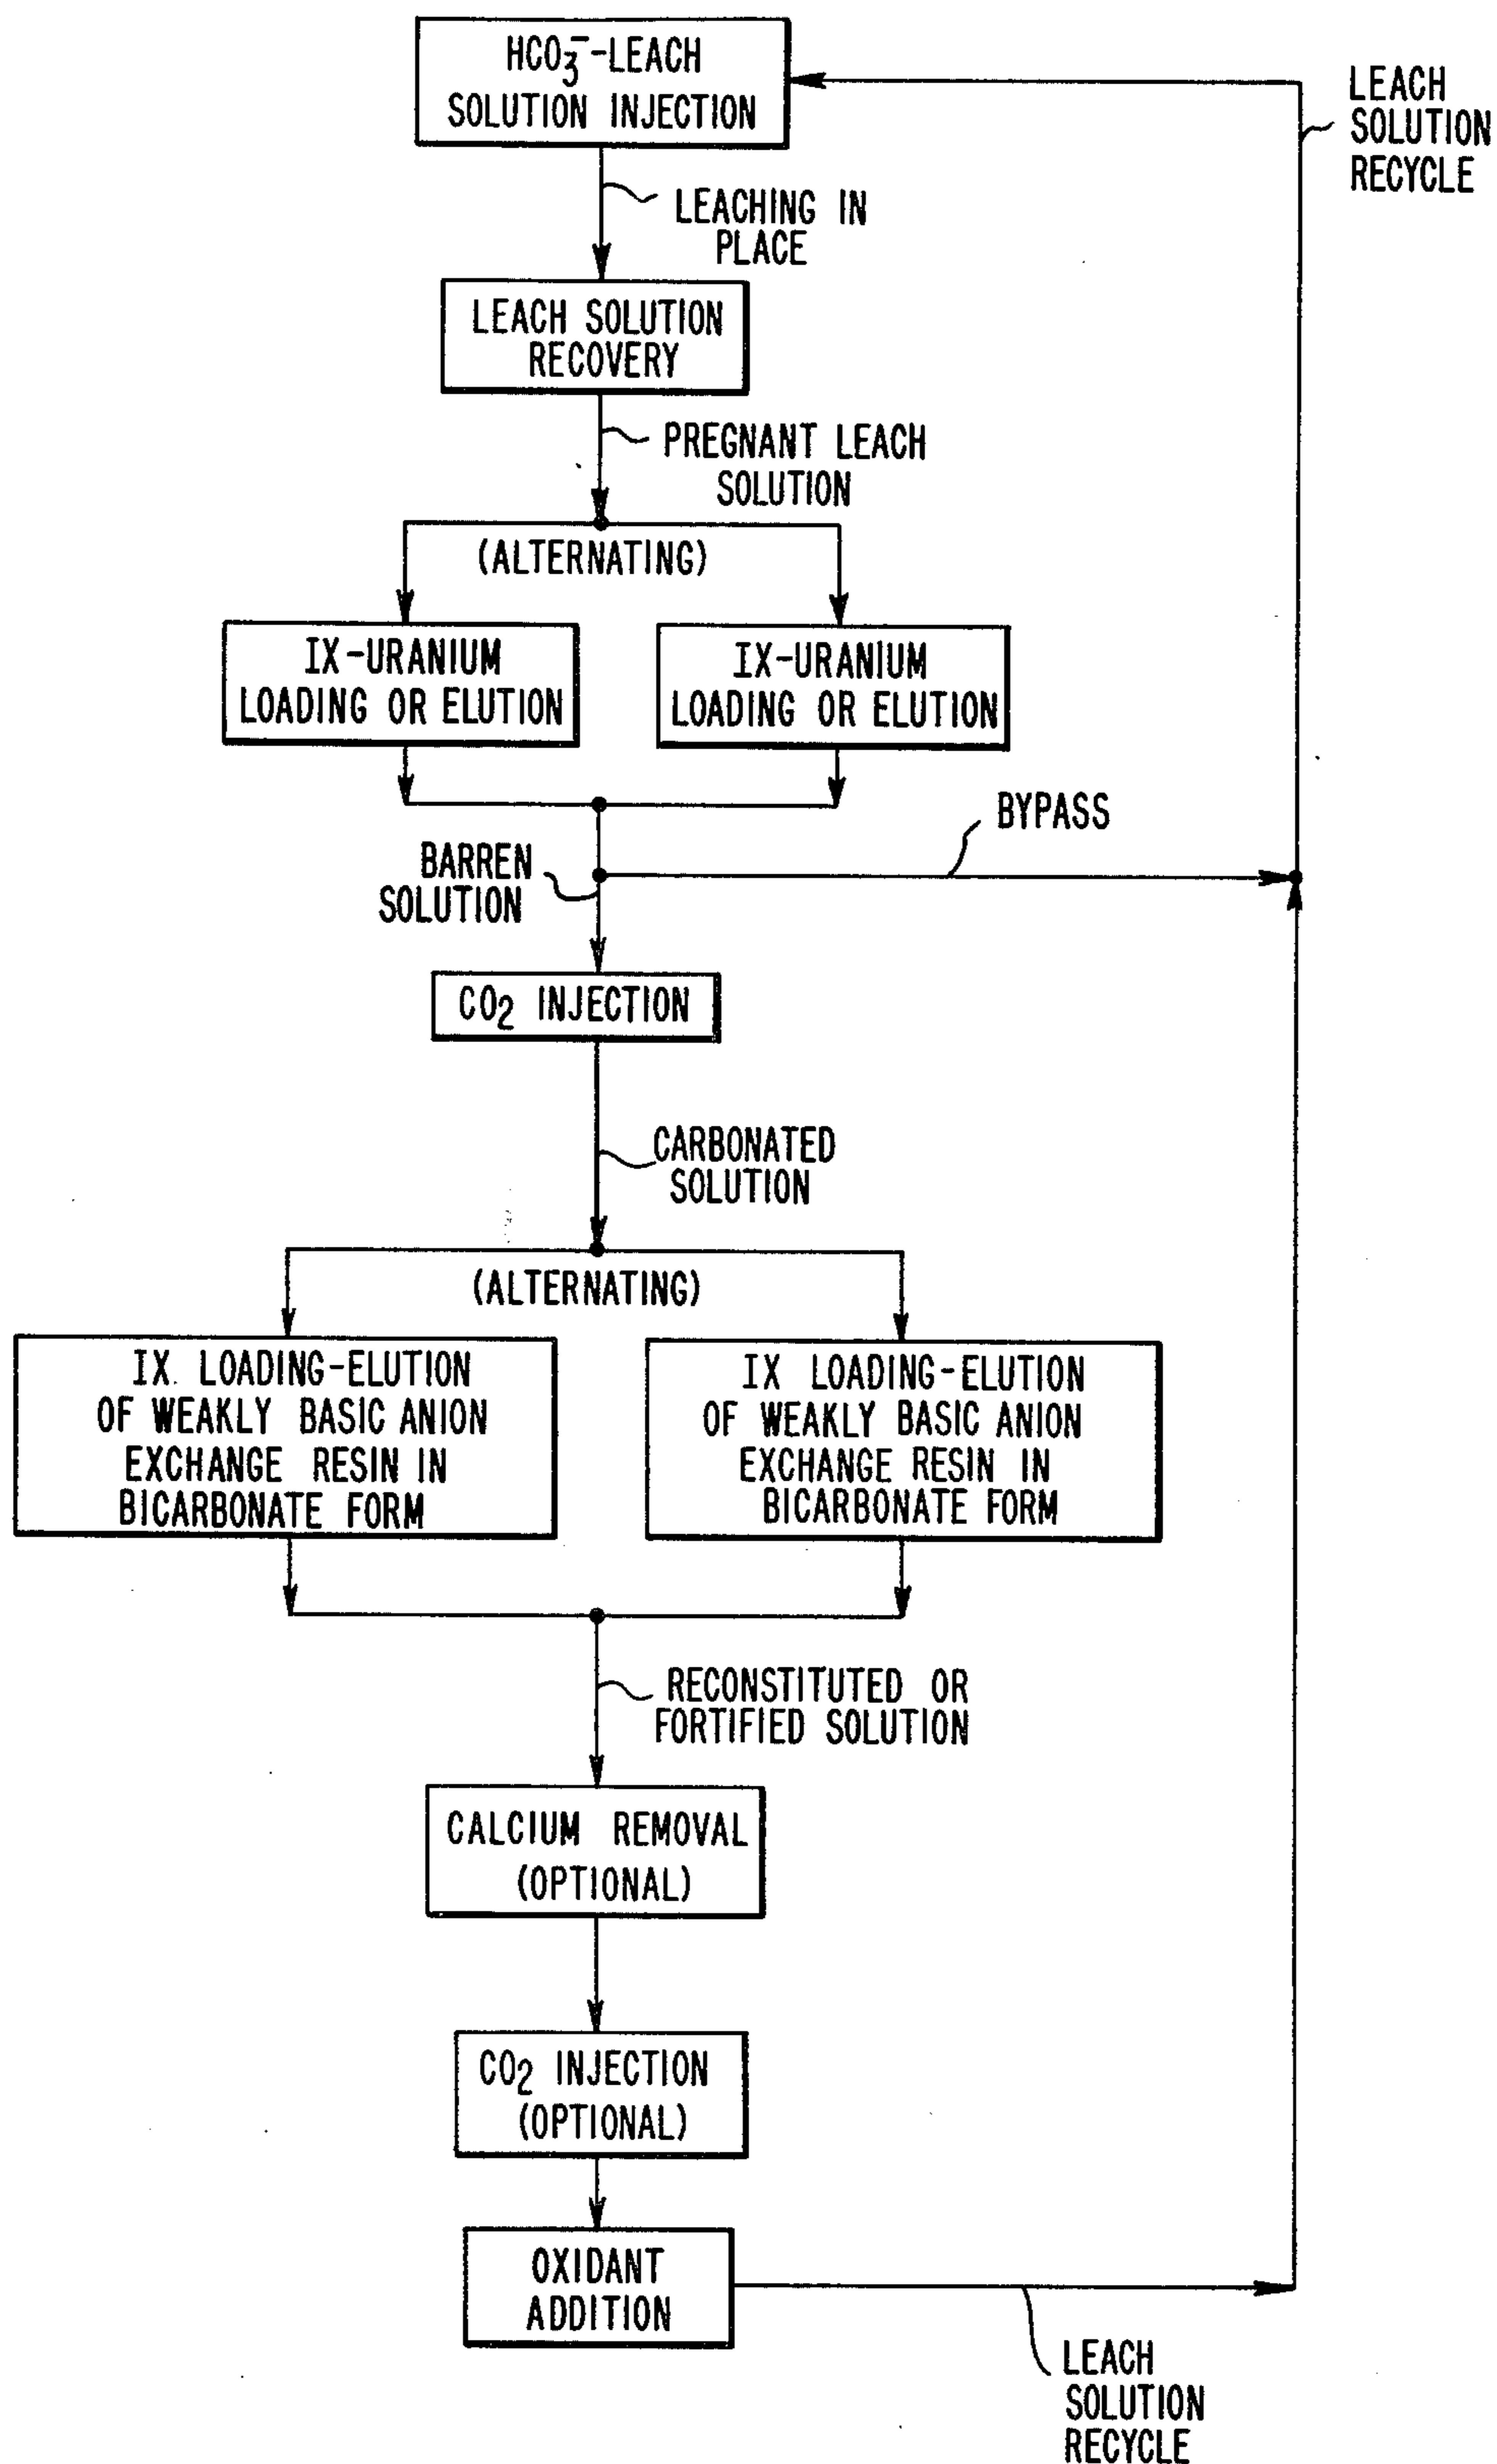 HCO3⁻-LEACH
SOLUTION INJECTION
LEACH
SOLUTION
RECYCLE
LEACHING IN
PLACE
LEACH SOLUTION
RECOVERY
PREGNANT LEACH
SOLUTION
(ALTERNATING)
IX-URANIUM
LOADING OR ELUTION
IX-URANIUM
LOADING OR ELUTION
BYPASS
BARREN
SOLUTION
CO2 INJECTION
CARBONATED
SOLUTION
(ALTERNATING)
IX LOADING-ELUTION
OF WEAKLY BASIC ANION
EXCHANGE RESIN IN
BICARBONATE FORM
IX LOADING-ELUTION
OF WEAKLY BASIC ANION
EXCHANGE RESIN IN
BICARBONATE FORM
RECONSTITUTED OR
FORTIFIED SOLUTION
CALCIUM REMOVAL
(OPTIONAL)
CO2 INJECTION
(OPTIONAL)
OXIDANT
ADDITION
LEACH
SOLUTION
RECYCLE